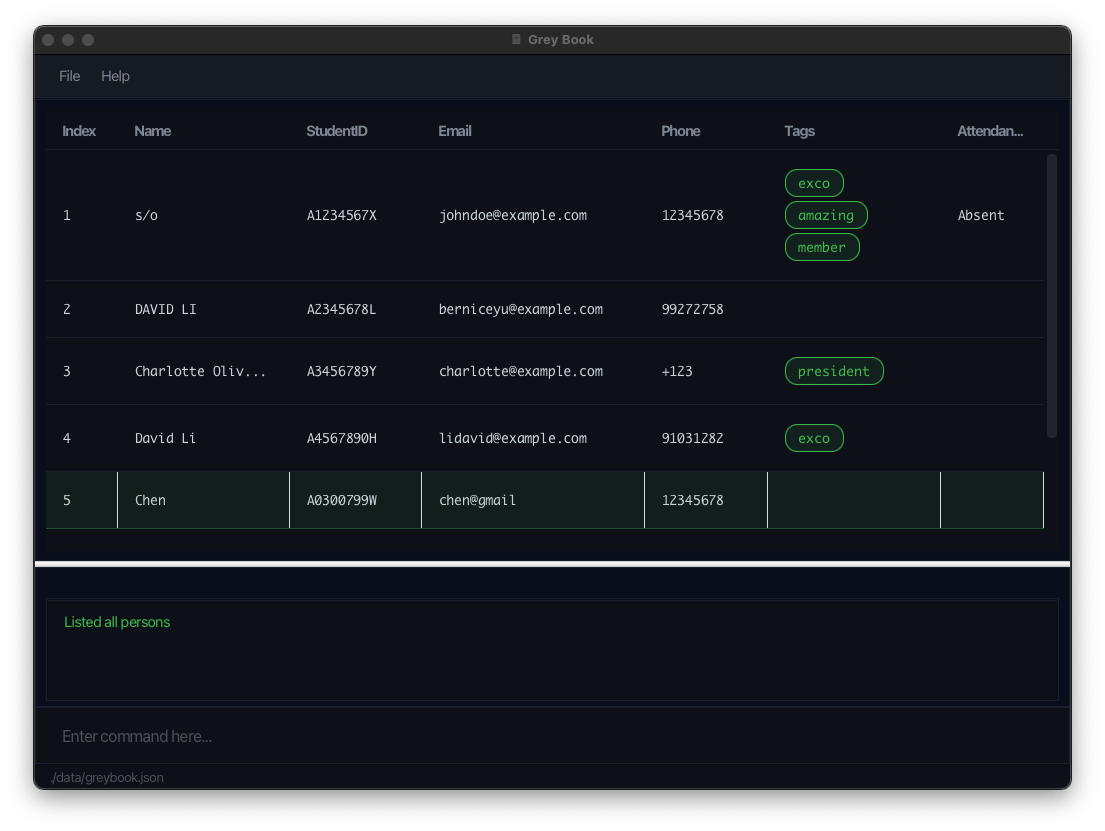 Grey Book
File Help
Index Name StudentID Email Phone Tags Attendan...
1 s/o A1234567X johndoe@example.com 12345678 exco amazing member Absent
2 DAVID LI A2345678L berniceyu@example.com 99272758
3 Charlotte Oliv... A3456789Y charlotte@example.com +123 president
4 David Li A4567890H lidavid@example.com 91031282 exco
5 Chen A0300799W chen@gmail 12345678
Listed all persons
Enter command here...
./data/greybook.json